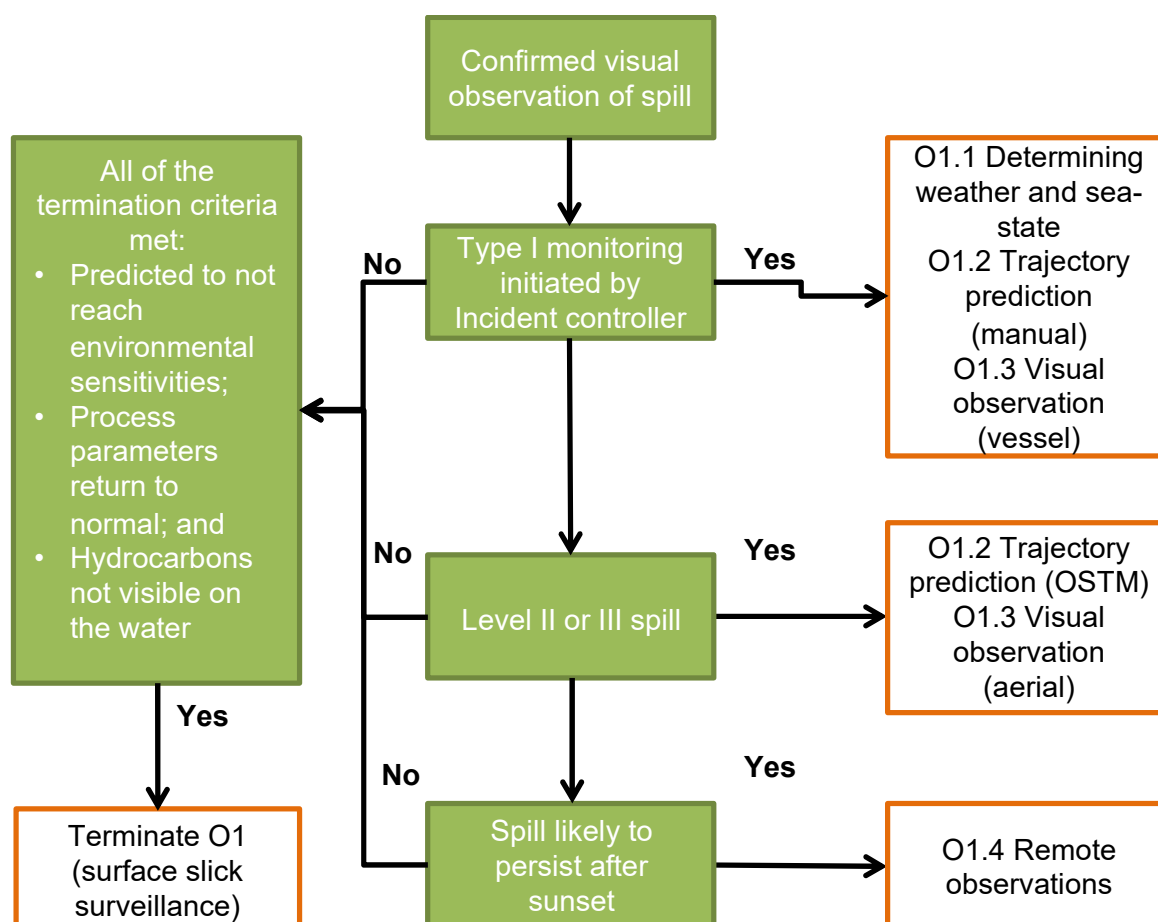 Confirmed visual
observation of spill
All of the
termination criteria
met:
• Predicted to not
reach
environmental
sensitivities;
• Process
parameters
return to
normal; and
• Hydrocarbons
not visible on
the water
No
Type I monitoring
initiated by
Incident controller
Yes
O1.1 Determining
weather and sea-
state
O1.2 Trajectory
prediction
(manual)
O1.3 Visual
observation
(vessel)
No
Level II or III spill
Yes
O1.2 Trajectory
prediction (OSTM)
O1.3 Visual
observation
(aerial)
Yes
Terminate O1
(surface slick
surveillance)
No
Spill likely to
persist after
sunset
Yes
O1.4 Remote
observations